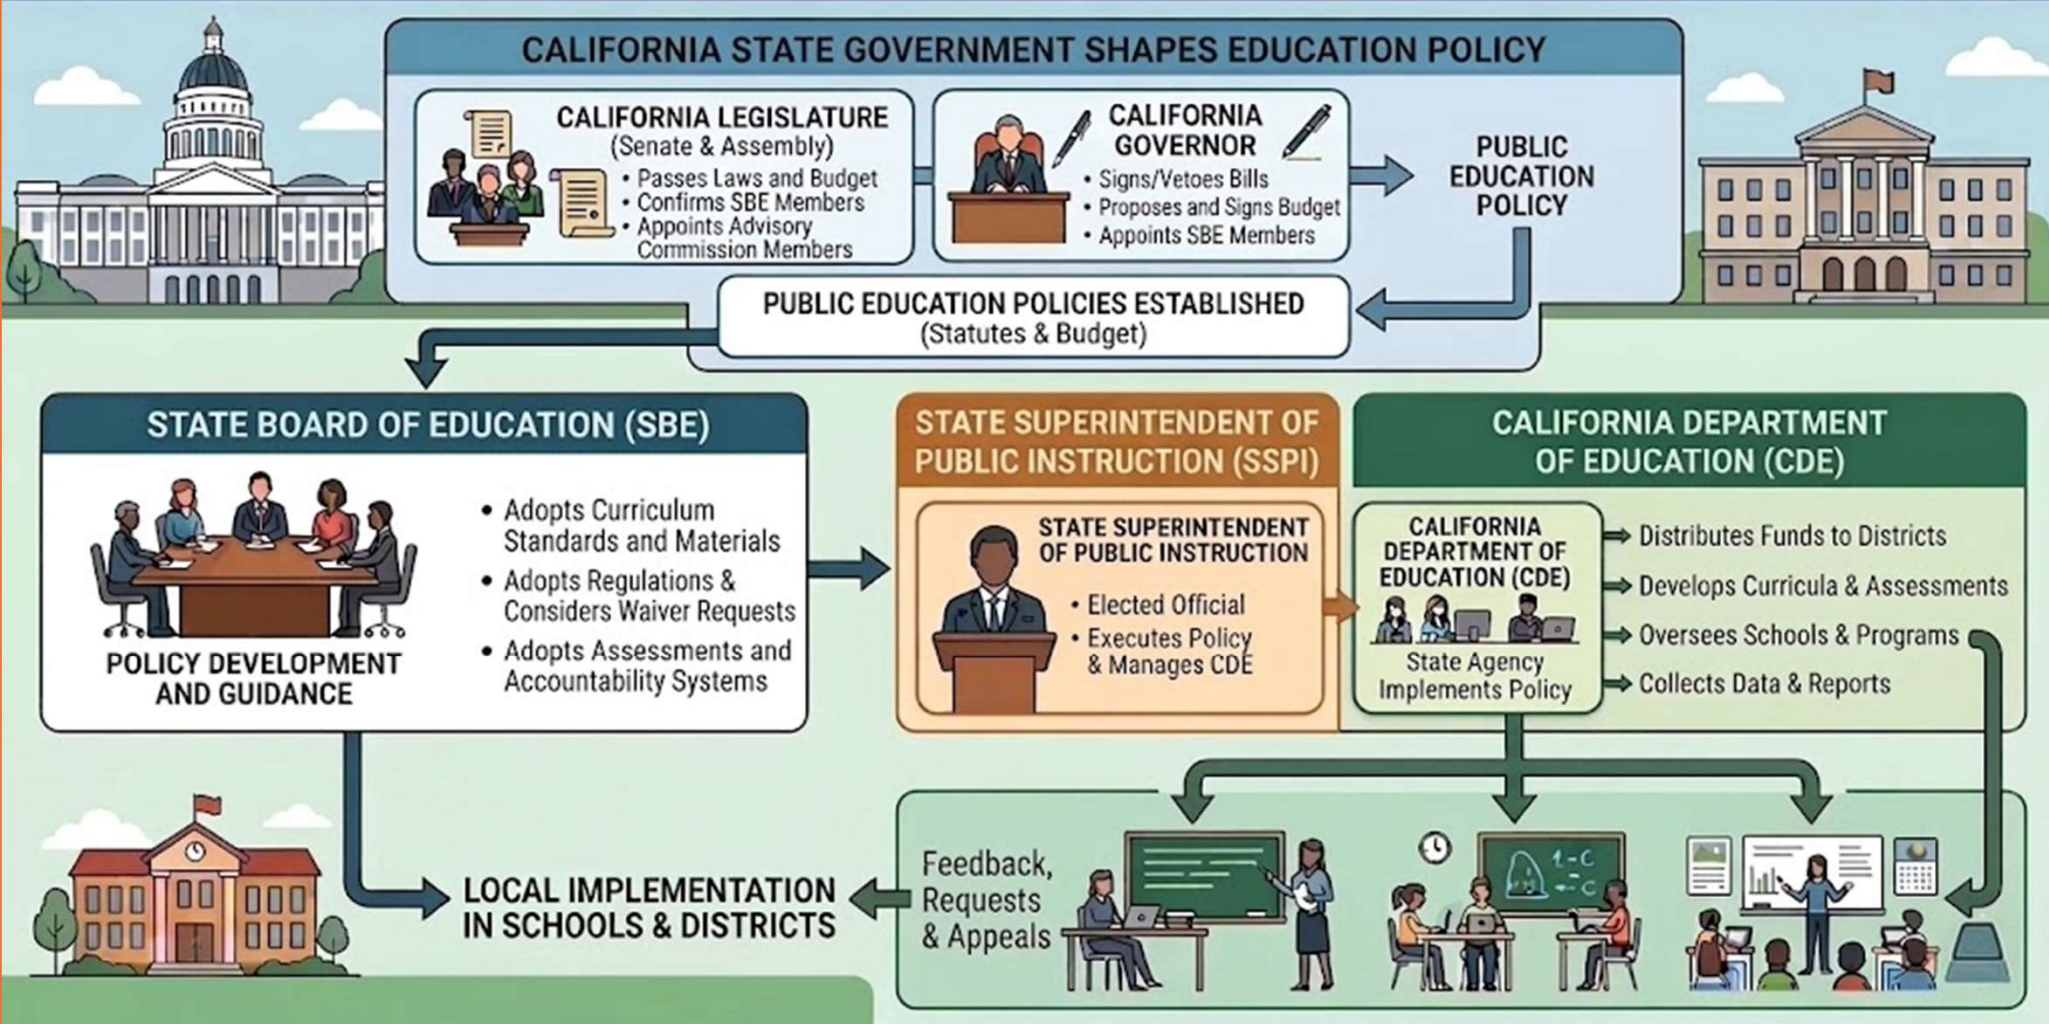 CALIFORNIA STATE GOVERNMENT SHAPES EDUCATION POLICY
CALIFORNIA LEGISLATURE
(Senate & Assembly)
• Passes Laws and Budget
• Confirms SBE Members
• Appoints Advisory
Commission Members
CALIFORNIA
GOVERNOR
• Signs/Vetoes Bills
• Proposes and Signs Budget
• Appoints SBE Members
PUBLIC
EDUCATION
POLICY
PUBLIC EDUCATION POLICIES ESTABLISHED
(Statutes & Budget)
STATE BOARD OF EDUCATION (SBE)
POLICY DEVELOPMENT
AND GUIDANCE
• Adopts Curriculum
Standards and Materials
• Adopts Regulations &
Considers Waiver Requests
• Adopts Assessments and
Accountability Systems
STATE SUPERINTENDENT OF
PUBLIC INSTRUCTION (SSPI)
STATE SUPERINTENDENT
OF PUBLIC INSTRUCTION
• Elected Official
• Executes Policy
& Manages CDE
CALIFORNIA DEPARTMENT
OF EDUCATION (CDE)
CALIFORNIA
DEPARTMENT OF
EDUCATION (CDE)
State Agency
Implements Policy
Distributes Funds to Districts
Develops Curricula & Assessments
Oversees Schools & Programs
Collects Data & Reports
LOCAL IMPLEMENTATION
IN SCHOOLS & DISTRICTS
Feedback,
Requests
& Appeals